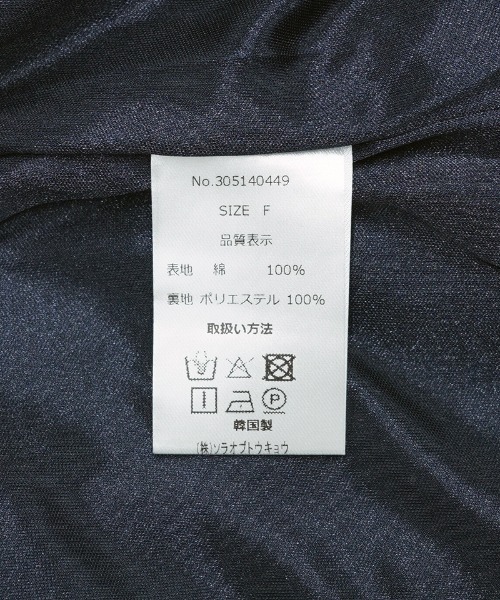 No.305140449
SIZE F
品質表示
表地 綿 100%
裏地 ポリエステル 100%
取扱い方法
P
韓国製
(株)ソラオブトウキョウ